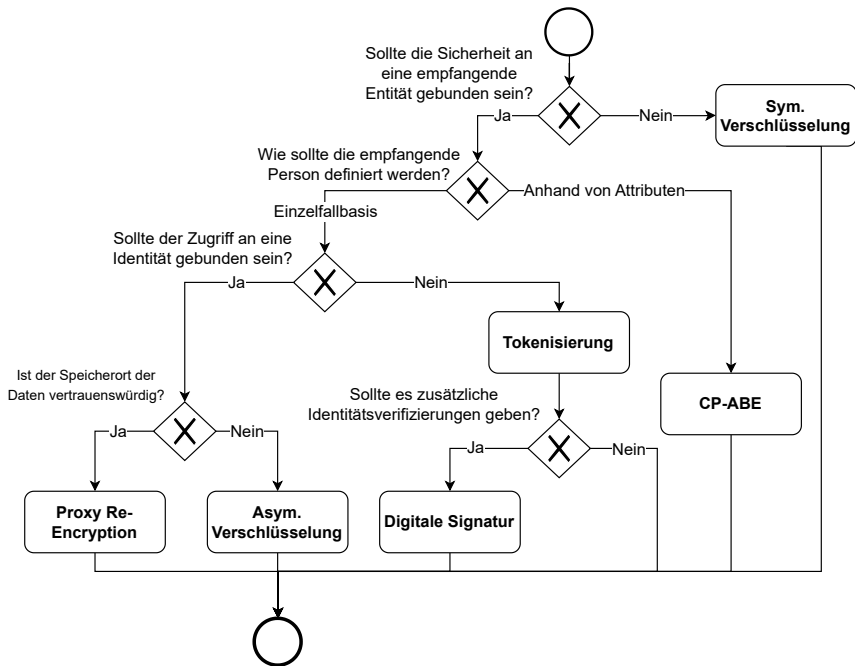 Sollte die Sicherheit an
eine empfangende
Entität gebunden sein?
Ja
Nein
Sym.
Verschlüsselung
Wie sollte die empfangende
Person definiert werden?
Anhand von Attributen
Einzelfallbasis
Sollte der Zugriff an eine
Identität gebunden sein?
Ja
Nein
Tokenisierung
Ist der Speicherort der
Daten vertrauenswürdig?
Sollte es zusätzliche
Identitätsverifizierungen geben?
CP-ABE
Ja
Nein
Ja
Nein
Proxy Re-
Encryption
Asym.
Verschlüsselung
Digitale Signatur